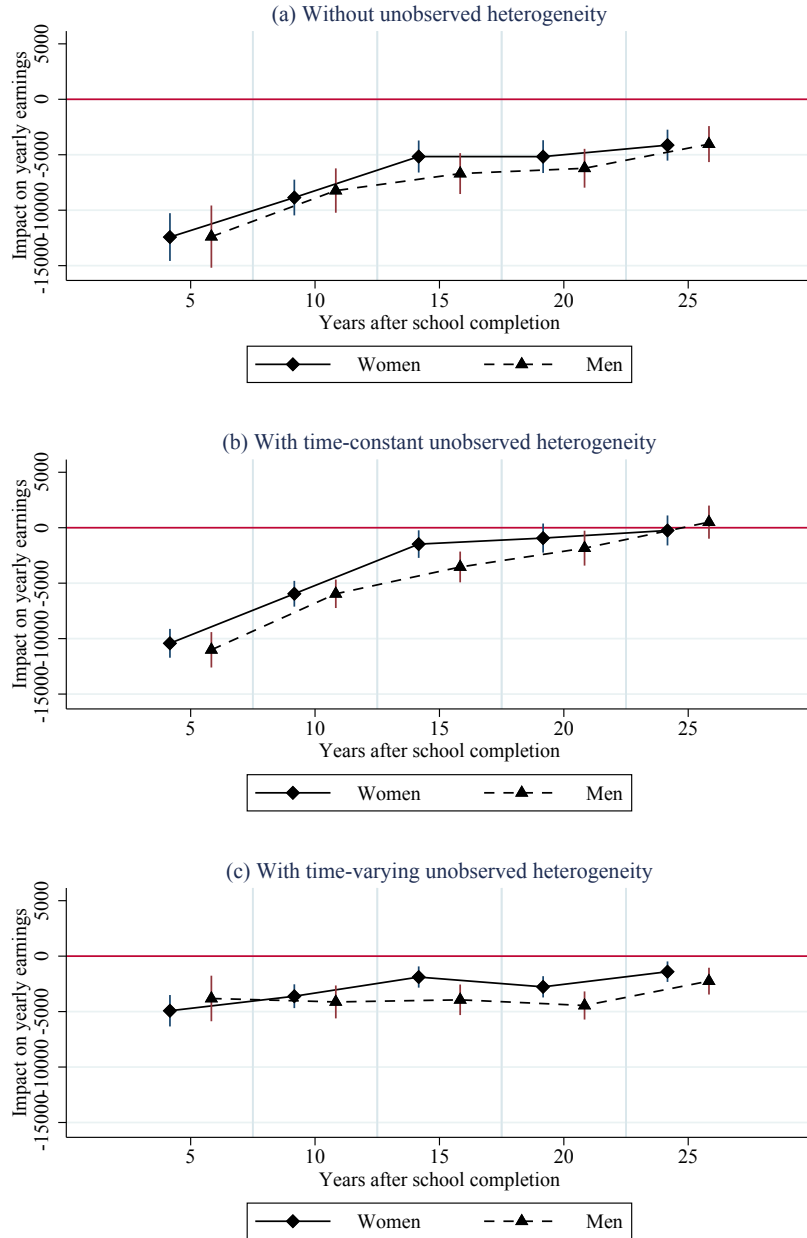 (a) Without unobserved heterogeneity
Impact on yearly earnings
5000
0
-5000
-10000
-15000
5 10 15 20 25
Years after school completion
Women Men
(b) With time-constant unobserved heterogeneity
Impact on yearly earnings
5000
0
-5000
-10000
-15000
5 10 15 20 25
Years after school completion
Women Men
(c) With time-varying unobserved heterogeneity
Impact on yearly earnings
5000
0
-5000
-10000
-15000
5 10 15 20 25
Years after school completion
Women Men